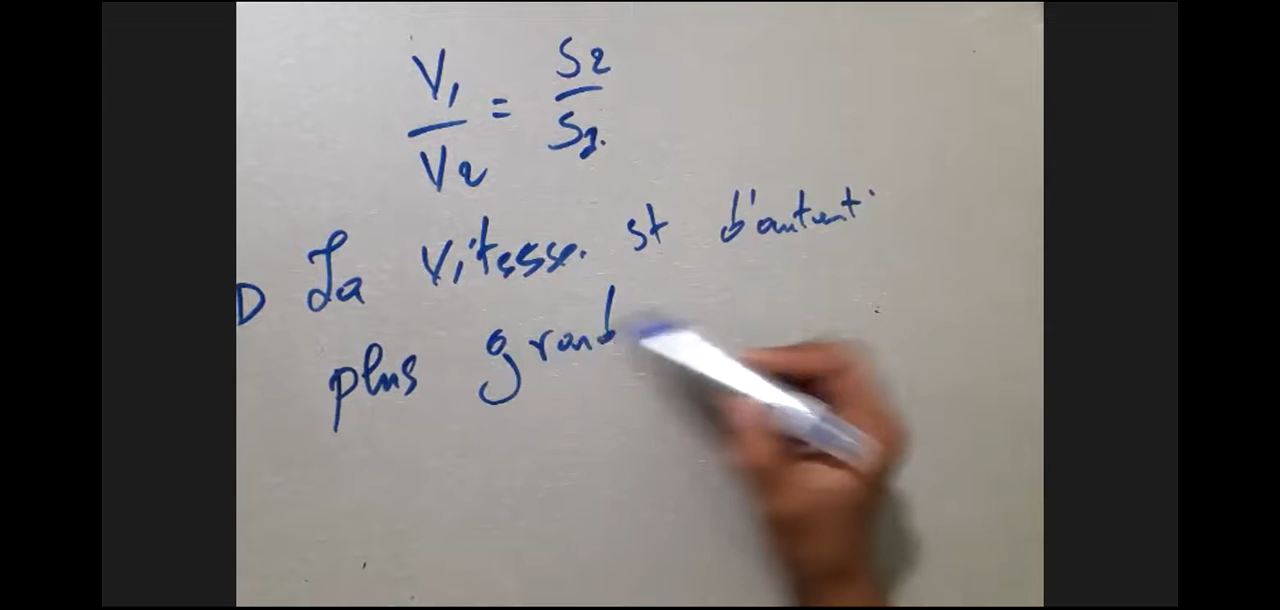 V1/V2 = S2/S1.
D La vitesse. st d'autant.
plus grand